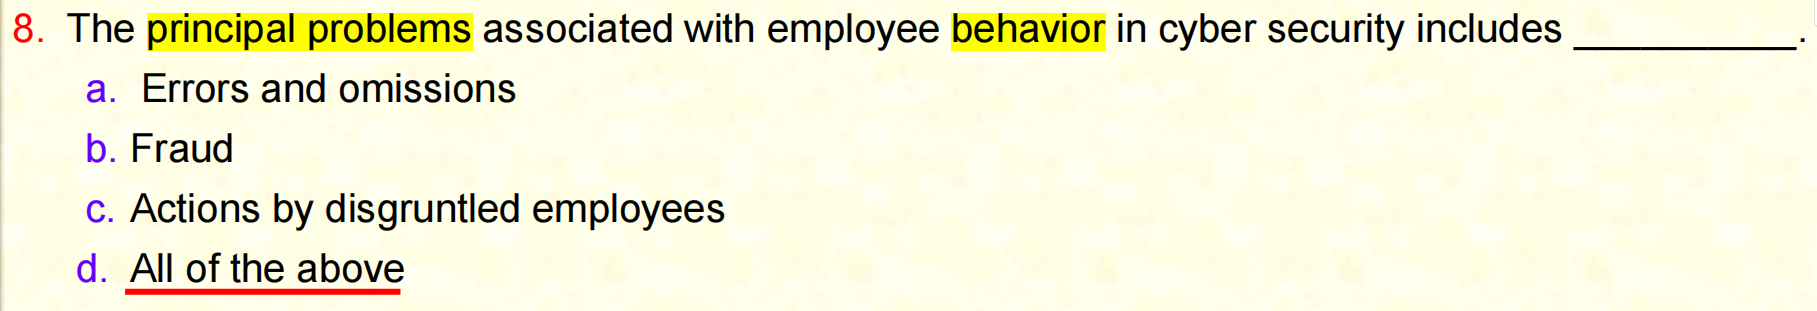 8. The principal problems associated with employee behavior in cyber security includes __________.
a. Errors and omissions
b. Fraud
c. Actions by disgruntled employees
d. All of the above